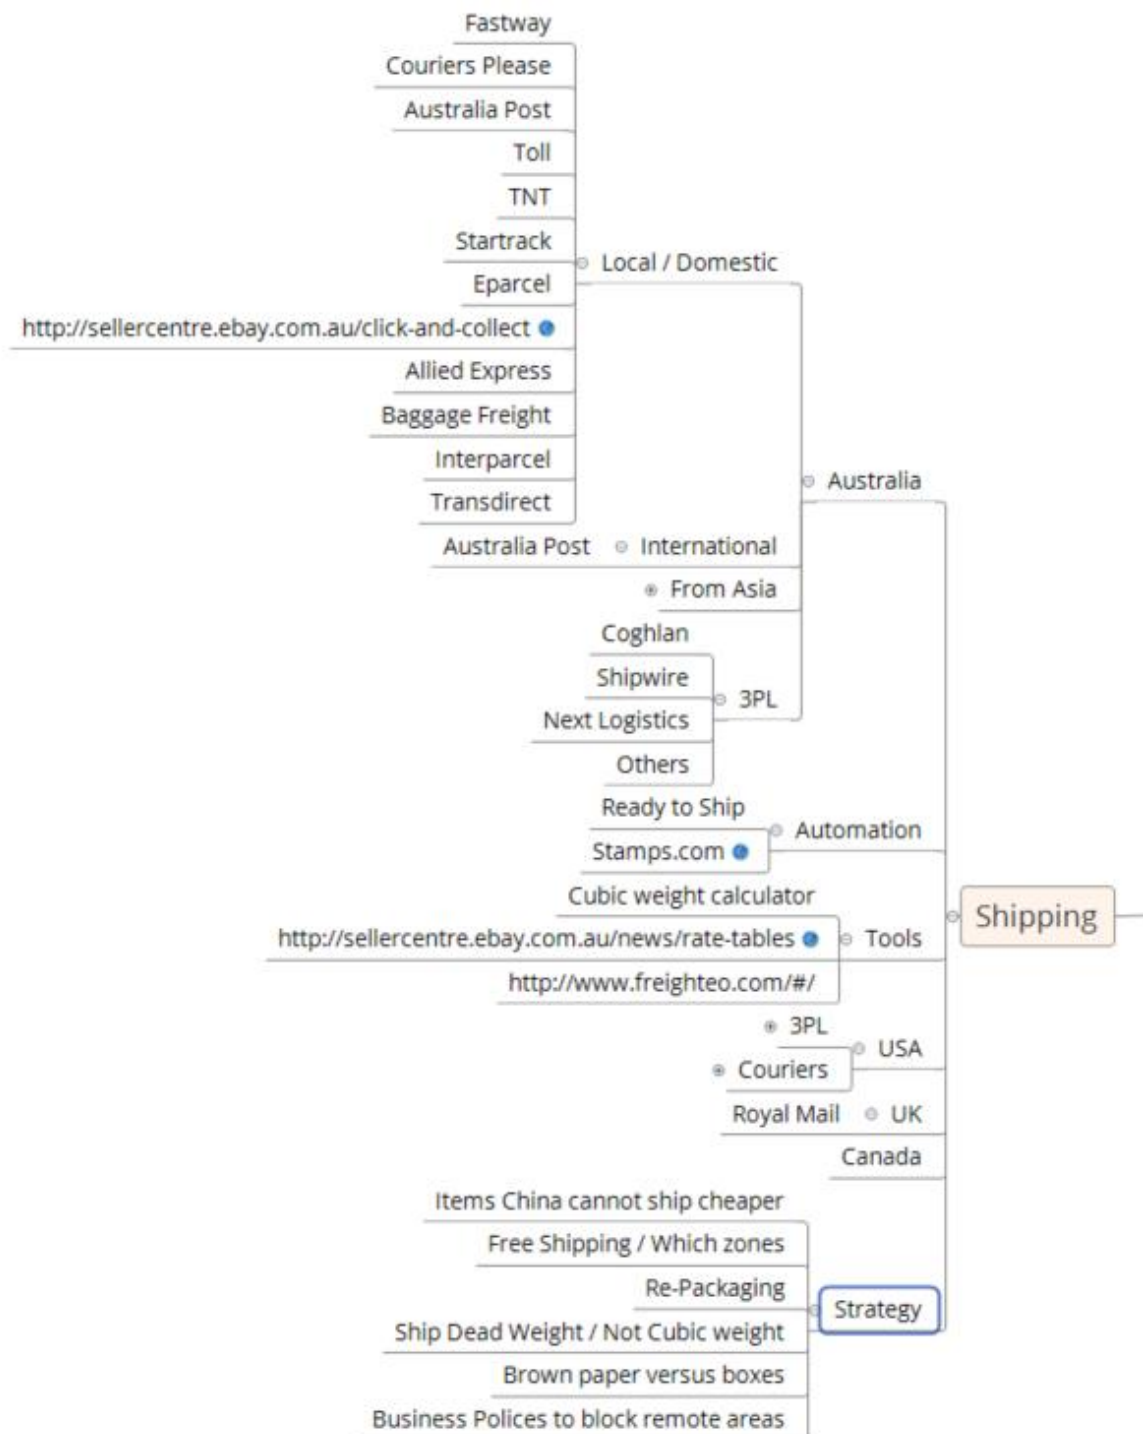 Fastway
Couriers Please
Australia Post
Toll
TNT
Startrack
Local / Domestic
Eparcel
http://sellercentre.ebay.com.au/click-and-collect
Allied Express
Baggage Freight
Interparcel
Australia
Transdirect
Australia Post International
From Asia
Coghlan
Shipwire
3PL
Next Logistics
Others
Ready to Ship
Automation
Stamps.com
Cubic weight calculator
Shipping
http://sellercentre.ebay.com.au/news/rate-tables Tools
http://www.freighteo.com/#/
3PL
USA
Couriers
Royal Mail UK
Canada
Items China cannot ship cheaper
Free Shipping / Which zones
Re-Packaging
Strategy
Ship Dead Weight / Not Cubic weight
Brown paper versus boxes
Business Polices to block remote areas